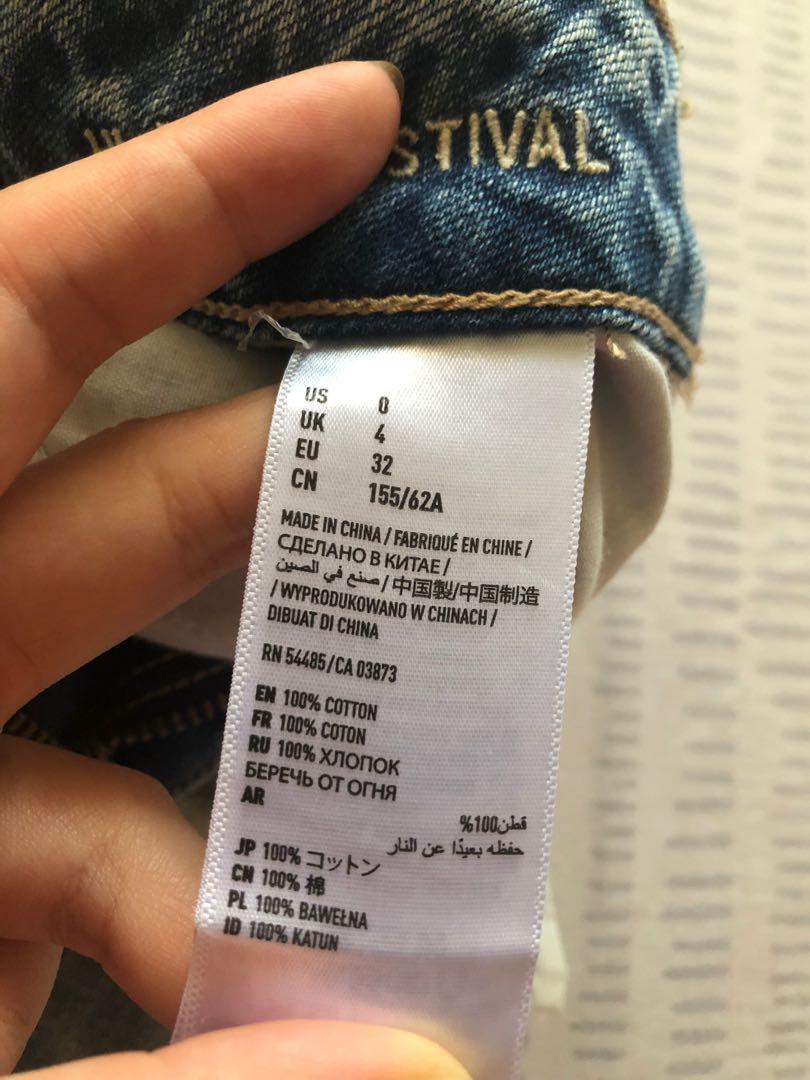 STIVAL
US 0
UK 4
EU 32
CN 155/62A
MADE IN CHINA / FABRIQUÉ EN CHINE /
СДЕЛАНО В КИТАЕ /
صنع في الصين / 中国製/中国制造
/ WYPRODUKOWANO W CHINACH /
DIBUAT DI CHINA
RN 54485/CA 03873
EN 100% COTTON
FR 100% COTON
RU 100% ХЛОПОК
БЕРЕЧЬ ОТ ОГНЯ
AR
قطن100%
حفظه بعيدًا عن النار
JP 100% コットン
CN 100% 棉
PL 100% BAWEŁNA
ID 100% KATUN